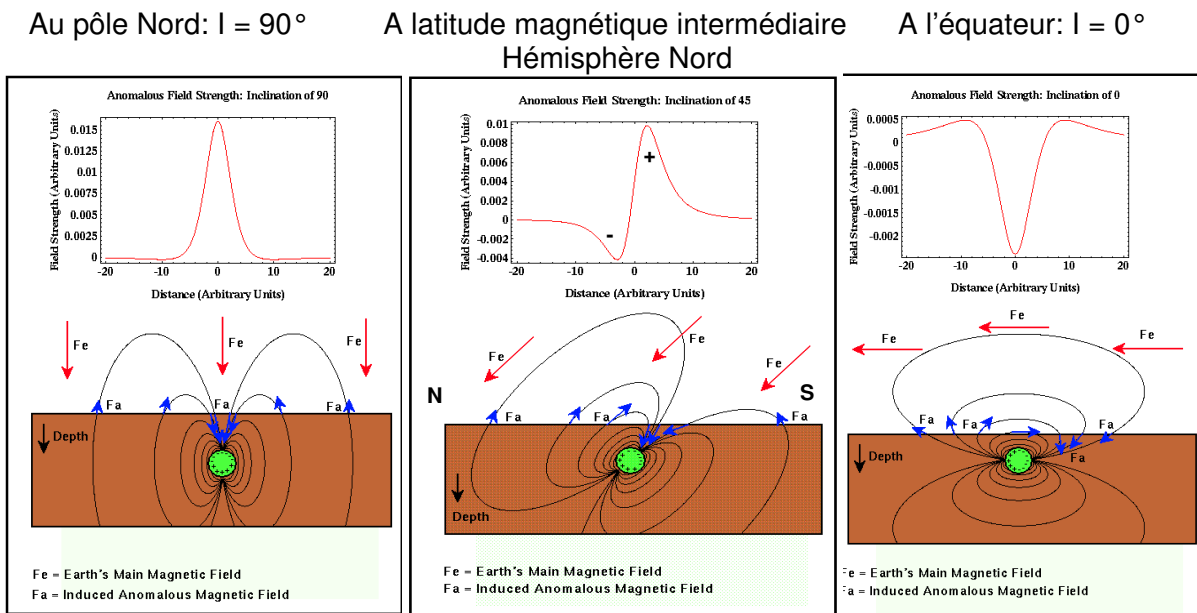 Au pôle Nord: I = 90°
A latitude magnétique intermédiaire
Hémisphère Nord
A l'équateur: I = 0°
Anomalous Field Strength: Inclination of 90
Field Strength (Arbitrary Units)
0.015
0.0125
0.01
0.0075
0.005
0.0025
0
-20
-10
0
10
20
Distance (Arbitrary Units)
Fe
Fe
Fe
Fa
Fa
Fa
Depth
Fe = Earth's Main Magnetic Field
Fa = Induced Anomalous Magnetic Field
Anomalous Field Strength: Inclination of 45
Field Strength (Arbitrary Units)
0.01
0.008
0.006
0.004
0.002
0
-0.002
-0.004
+
-
-20
-10
0
10
20
Distance (Arbitrary Units)
Fe
Fe
Fe
N
S
Fa
Fa
Fa
Depth
Fe = Earth's Main Magnetic Field
Fa = Induced Anomalous Magnetic Field
Anomalous Field Strength: Inclination of 0
Field Strength (Arbitrary Units)
0.0005
0
-0.0005
-0.001
-0.0015
-0.002
-20
-10
0
10
20
Distance (Arbitrary Units)
Fe
Fe
Fe
Fa
Fa
Fa
Fa
Depth
Fe = Earth's Main Magnetic Field
Fa = Induced Anomalous Magnetic Field